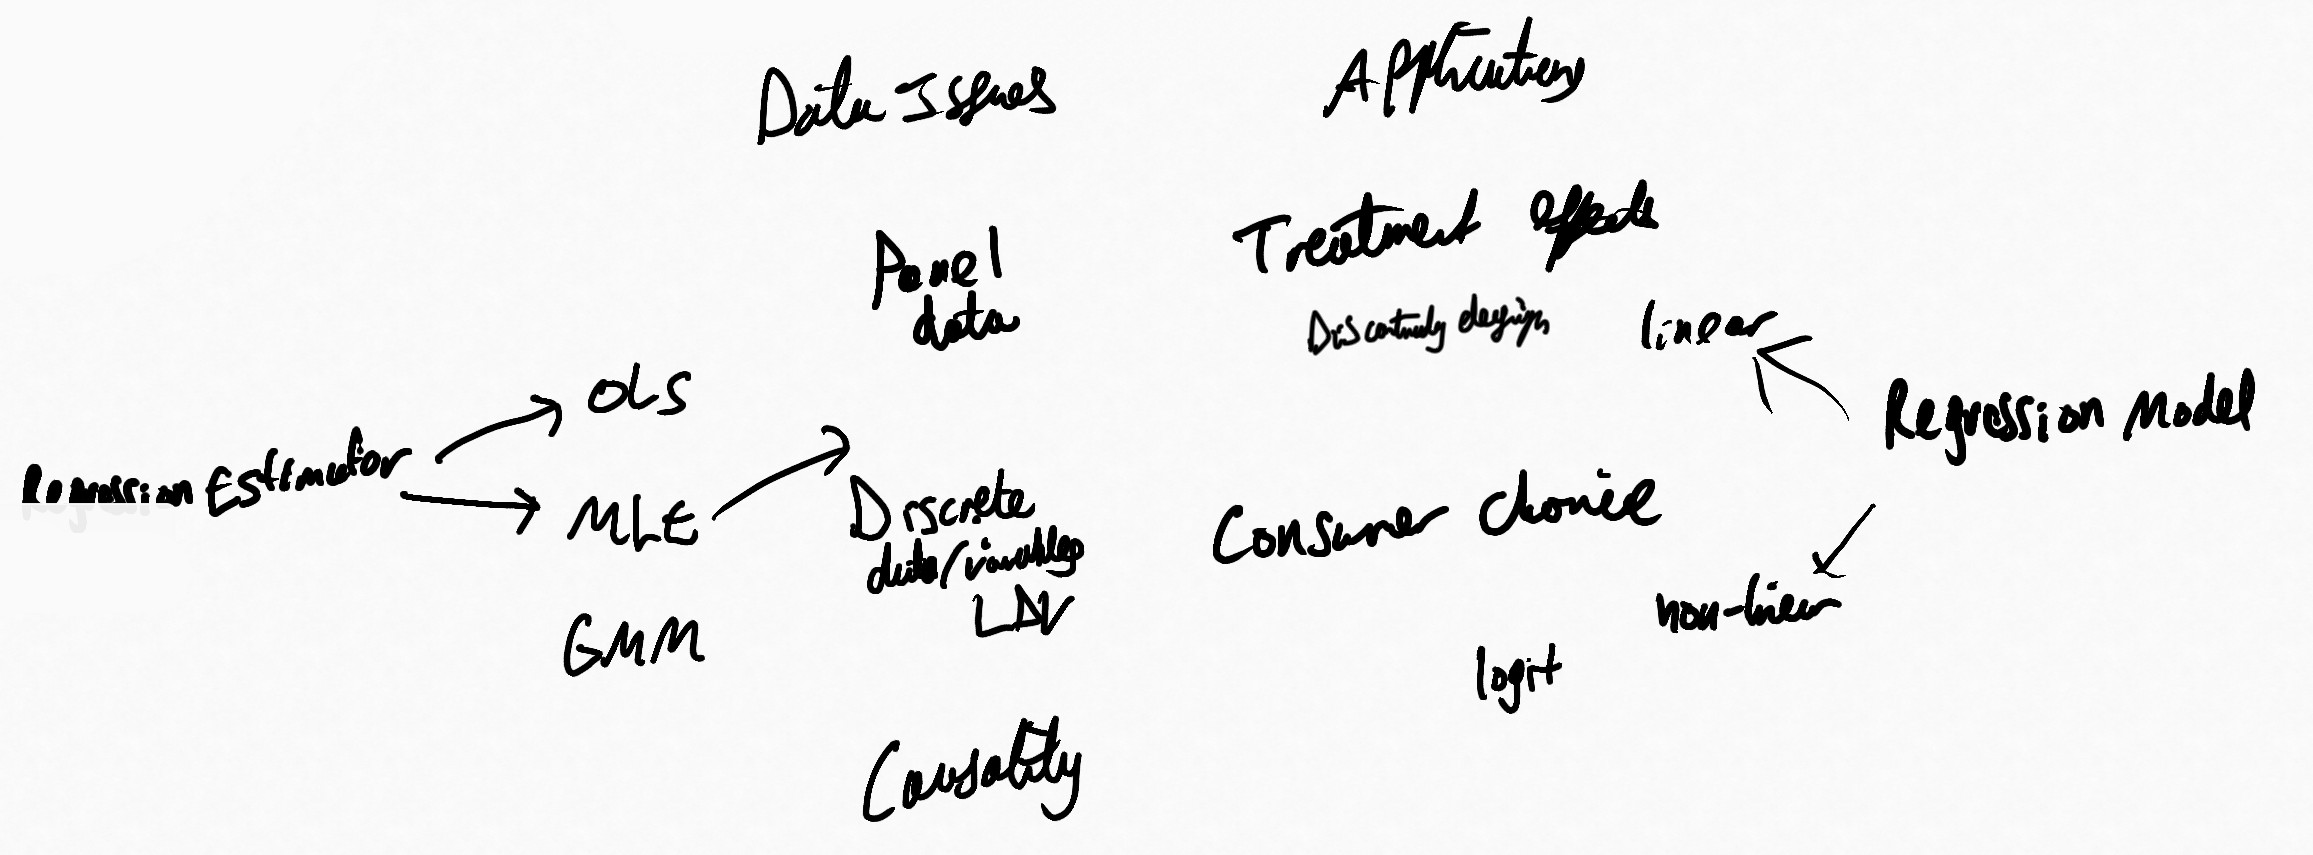 Data Issues
Applications
Treatment effects
Panel
data
Discontinuity design
linear
OLS
Regression Model
Regression Estimator
MLE
Discrete
data/variables
LDV
Consumer choice
non-linear
GMM
logit
Causality